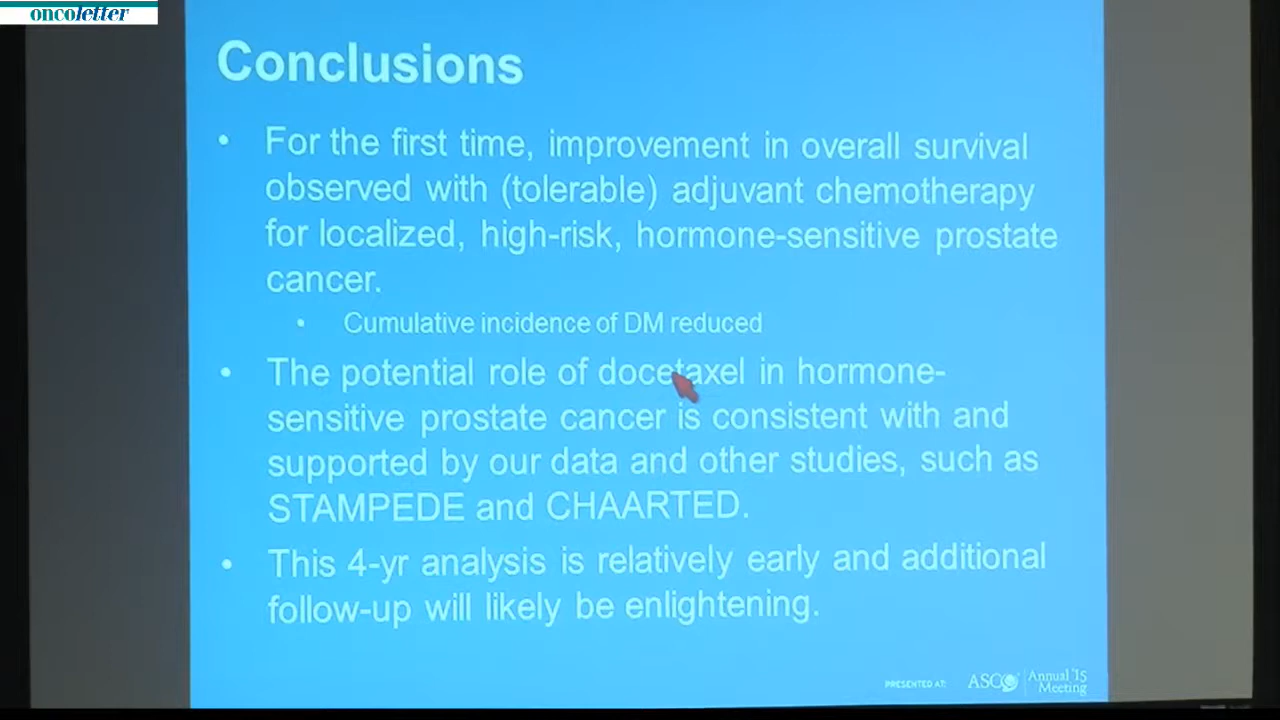 oncoletter
Conclusions
• For the first time, improvement in overall survival
observed with (tolerable) adjuvant chemotherapy
for localized, high-risk, hormone-sensitive prostate
cancer.
• Cumulative incidence of DM reduced
• The potential role of docetaxel in hormone-
sensitive prostate cancer is consistent with and
supported by our data and other studies, such as
STAMPEDE and CHAARTED.
• This 4-yr analysis is relatively early and additional
follow-up will likely be enlightening.
PRESENTED AT: ASCO Annual '15
Meeting